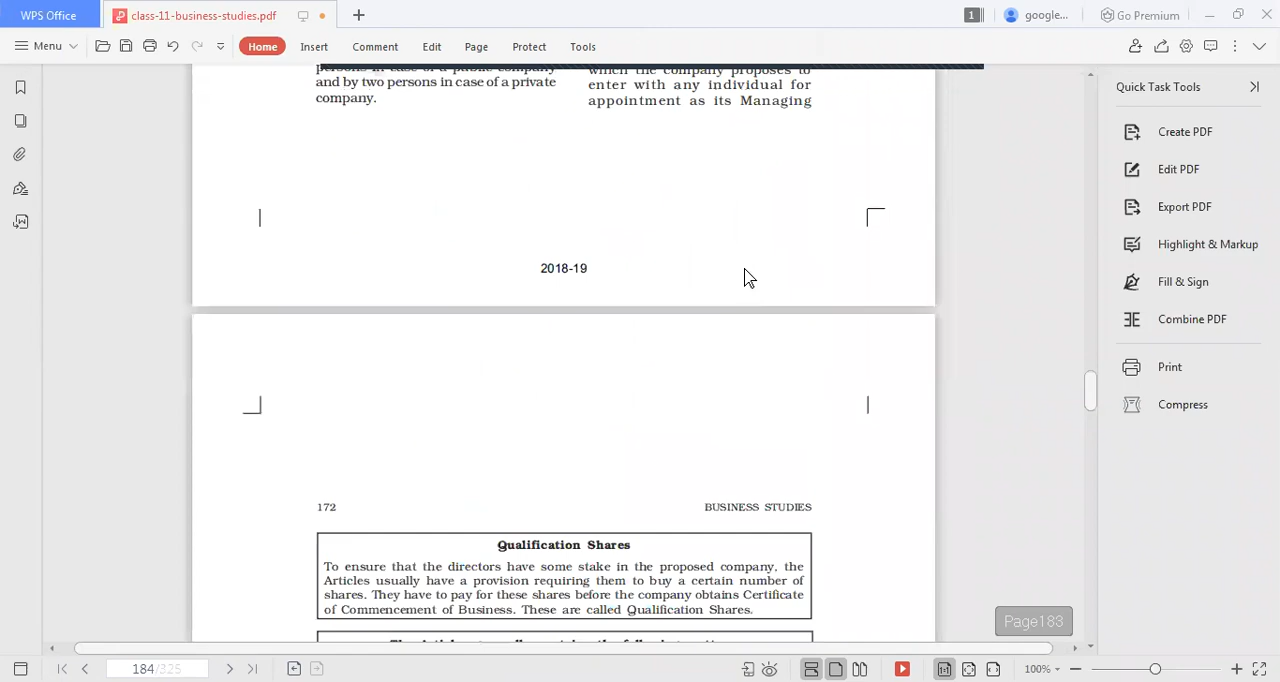 WPS Office
class-11-business-studies.pdf
1
google...
Go Premium
Menu
Home
Insert
Comment
Edit
Page
Protect
Tools
persons in case of a public company
and by two persons in case of a private
company.
which the company proposes to
enter with any individual for
appointment as its Managing
2018-19
172
BUSINESS STUDIES
Qualification Shares
To ensure that the directors have some stake in the proposed company, the
Articles usually have a provision requiring them to buy a certain number of
shares. They have to pay for these shares before the company obtains Certificate
of Commencement of Business. These are called Qualification Shares.
Page183
Quick Task Tools
Create PDF
Edit PDF
Export PDF
Highlight & Markup
Fill & Sign
Combine PDF
Print
Compress
184/325
100%